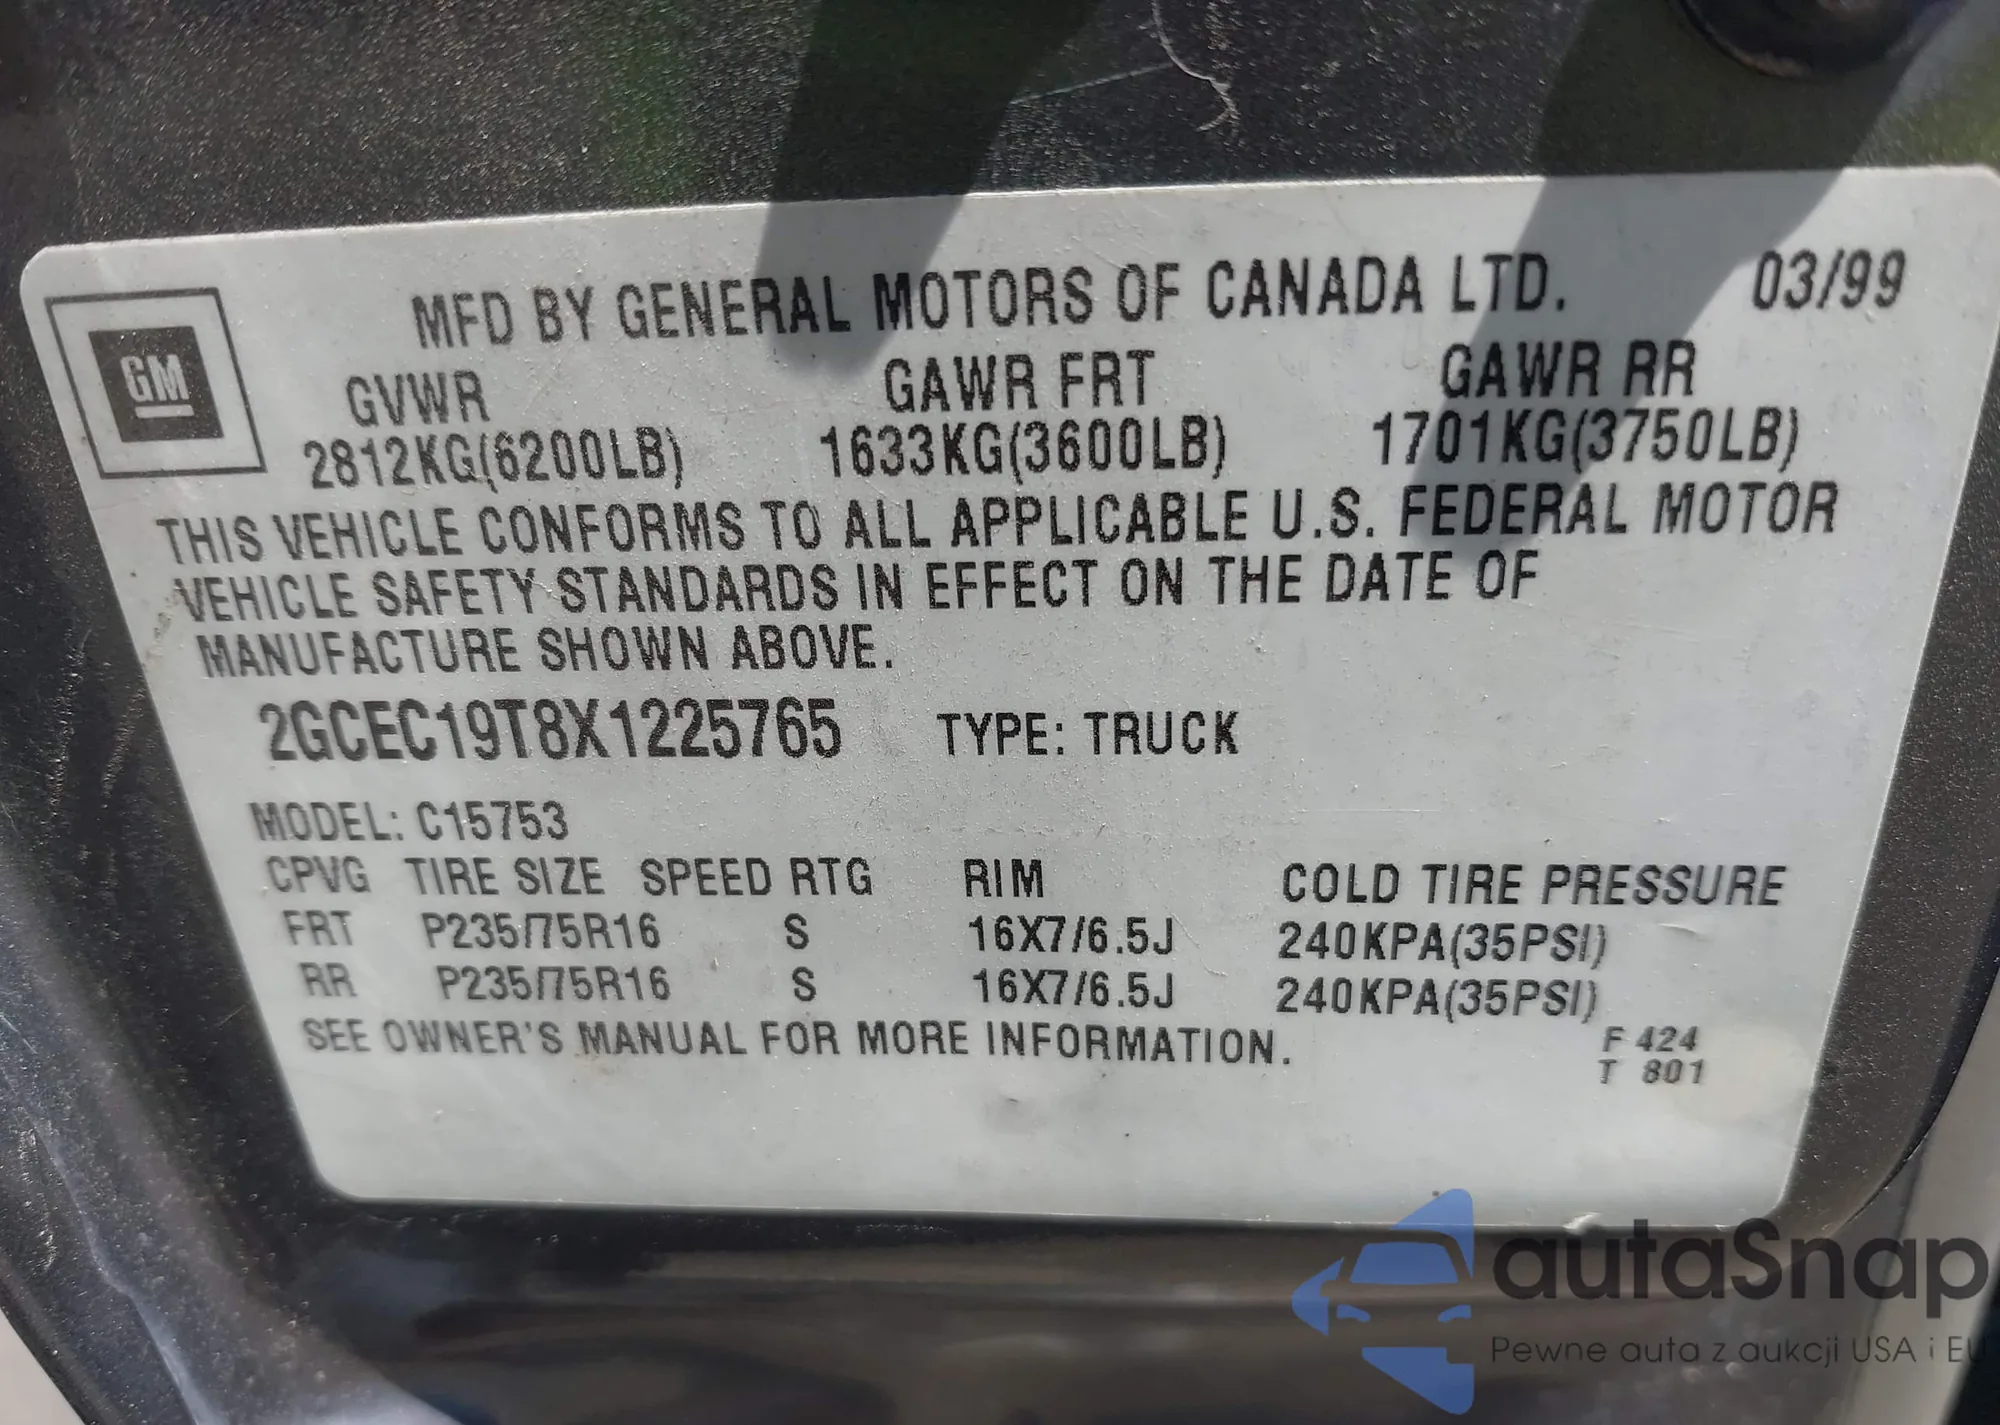 MFD BY GENERAL MOTORS OF CANADA LTD. 03/99
GM
GVWR GAWR FRT GAWR RR
2812KG(6200LB) 1633KG(3600LB) 1701KG(3750LB)
THIS VEHICLE CONFORMS TO ALL APPLICABLE U.S. FEDERAL MOTOR
VEHICLE SAFETY STANDARDS IN EFFECT ON THE DATE OF
MANUFACTURE SHOWN ABOVE.
2GCEC19T8X1225765 TYPE: TRUCK
MODEL: C15753
CPVG TIRE SIZE SPEED RTG RIM COLD TIRE PRESSURE
FRT P235/75R16 S 16X7/6.5J 240KPA(35PSI)
RR P235/75R16 S 16X7/6.5J 240KPA(35PSI)
SEE OWNER'S MANUAL FOR MORE INFORMATION.
F 424
T 801
autaSnap
Pewne auta z aukcji USA i EU